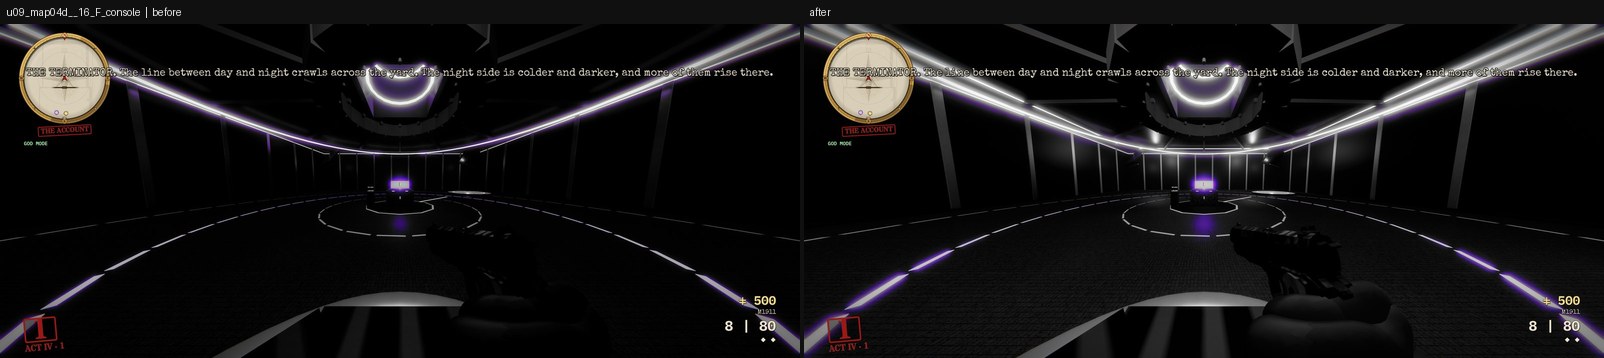 u09_map04d__16_F_console | before
THE TERMINATOR. The line between day and night crawls across the yard. The night side is colder and darker, and more of them rise there.
THE ACCOUNT
GOD MODE
+ 500
M1911
8 | 80
I
ACT IV - 1
after
THE TERMINATOR. The line between day and night crawls across the yard. The night side is colder and darker, and more of them rise there.
THE ACCOUNT
GOD MODE
+ 500
M1911
8 | 80
I
ACT IV - 1